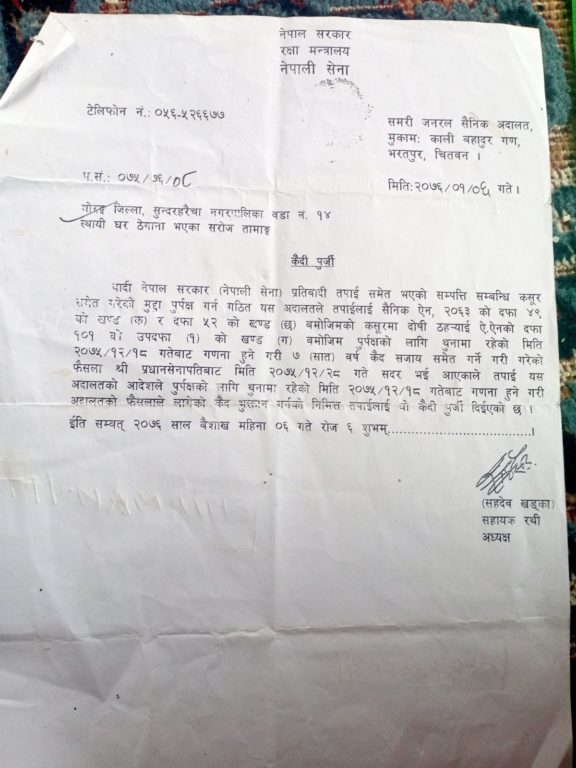 नेपाल सरकार
रक्षा मन्त्रालय
नेपाली सेना
टेलिफोन नं.: ०५६-५२६६७७
समरी जनरल सैनिक अदालत,
मुकाम: काली बहादुर गण,
भरतपुर, चितवन ।
प.सं.: ०७५/७६/०८
मिति:२०७६/०१/०६ गते ।
जिल्ला, सुन्दरहरैचा नगरपालिका वडा न. १४
स्थायी घर ठेगाना भएका सरोज तामाङ्ग
कैदी पुर्जी
वादी नेपाल सरकार (नेपाली सेना) प्रतिवादी तपाई समेत भएको सम्पत्ति सम्बन्धि कसूर
समेत गरेको मुद्दा पुर्पक्ष गर्न गठित यस अदालतले तपाईलाई सैनिक ऐन, २०६३ को दफा ४९
को खण्ड (क) र दफा ५२ को खण्ड (छ) बमोजिमको कसूरमा दोषी ठहर्‍याई ऐ.ऐनको दफा
१०१ को उपदफा (१) को खण्ड (ग) बमोजिम पुर्पक्षको लागि थुनामा रहेको मिति
२०७५/१२/१८ गतेबाट गणना हुने गरी ७ (सात) वर्ष कैद सजाय समेत गर्ने गरी गरेको
फैसला श्री प्रधानसेनापतिबाट मिति २०७५/१२/२८ गते सदर भई आएकाले तपाई यस
अदालतको आदेशले पुर्पक्षको लागि थुनामा रहेको मिति २०७५/१२/१८ गतेबाट गणना हुने गरी
अदालतको फैसलाले लागेको कैद भुक्तान गर्नको निमित्त तपाईलाई यो कैदी पुर्जी दिईएको छ ।
ईति सम्वत् २०७६ साल बैशाख महिना ०६ गते रोज ६ शुभम्.................................।
(सहदेव खड्का)
सहायक रथी
अध्यक्ष